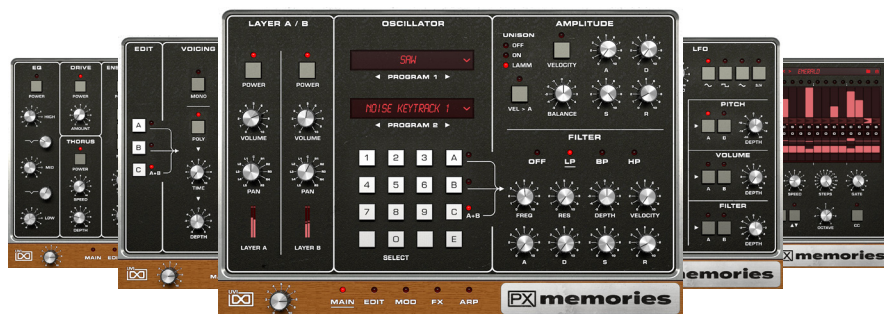 EQ
POWER
HIGH
MID
LOW
DRIVE
POWER
AMOUNT
THORUS
POWER
SPEED
DEPTH
MAIN
EDIT
A
B
C
A+B
VOICING
MONO
POLY
TIME
DEPTH
LAYER A / B
POWER
POWER
VOLUME
VOLUME
PAN
PAN
LAYER A
LAYER B
OSCILLATOR
SAW
◄ PROGRAM 1 ►
NOISE KEYTRACK 1
◄ PROGRAM 2 ►
1 2 3 A
4 5 6 B
7 8 9 C
A+B
0 E
SELECT
AMPLITUDE
UNISON
OFF
ON
LAMM
VELOCITY
A D
VEL > A
BALANCE
S R
FILTER
OFF LP BP HP
FREQ RES DEPTH VELOCITY
A D S R
UVI
MAIN EDIT MOD FX ARP
PX memories
LFO
S/H
PITCH
A B DEPTH
VOLUME
A B DEPTH
FILTER
A B DEPTH
emories
EMERALD
SPEED STEPS GATE
OCTAVE
CC
memories